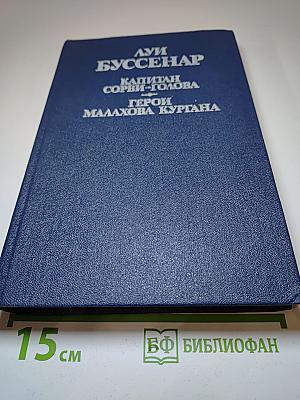 ЛУИ
БУССЕНАР
КАПИТАН
СОРВИ-ГОЛОВА
ГЕРОИ
МАЛАХОВА КУРГАНА
15 см
БФ БИБЛИОФАН